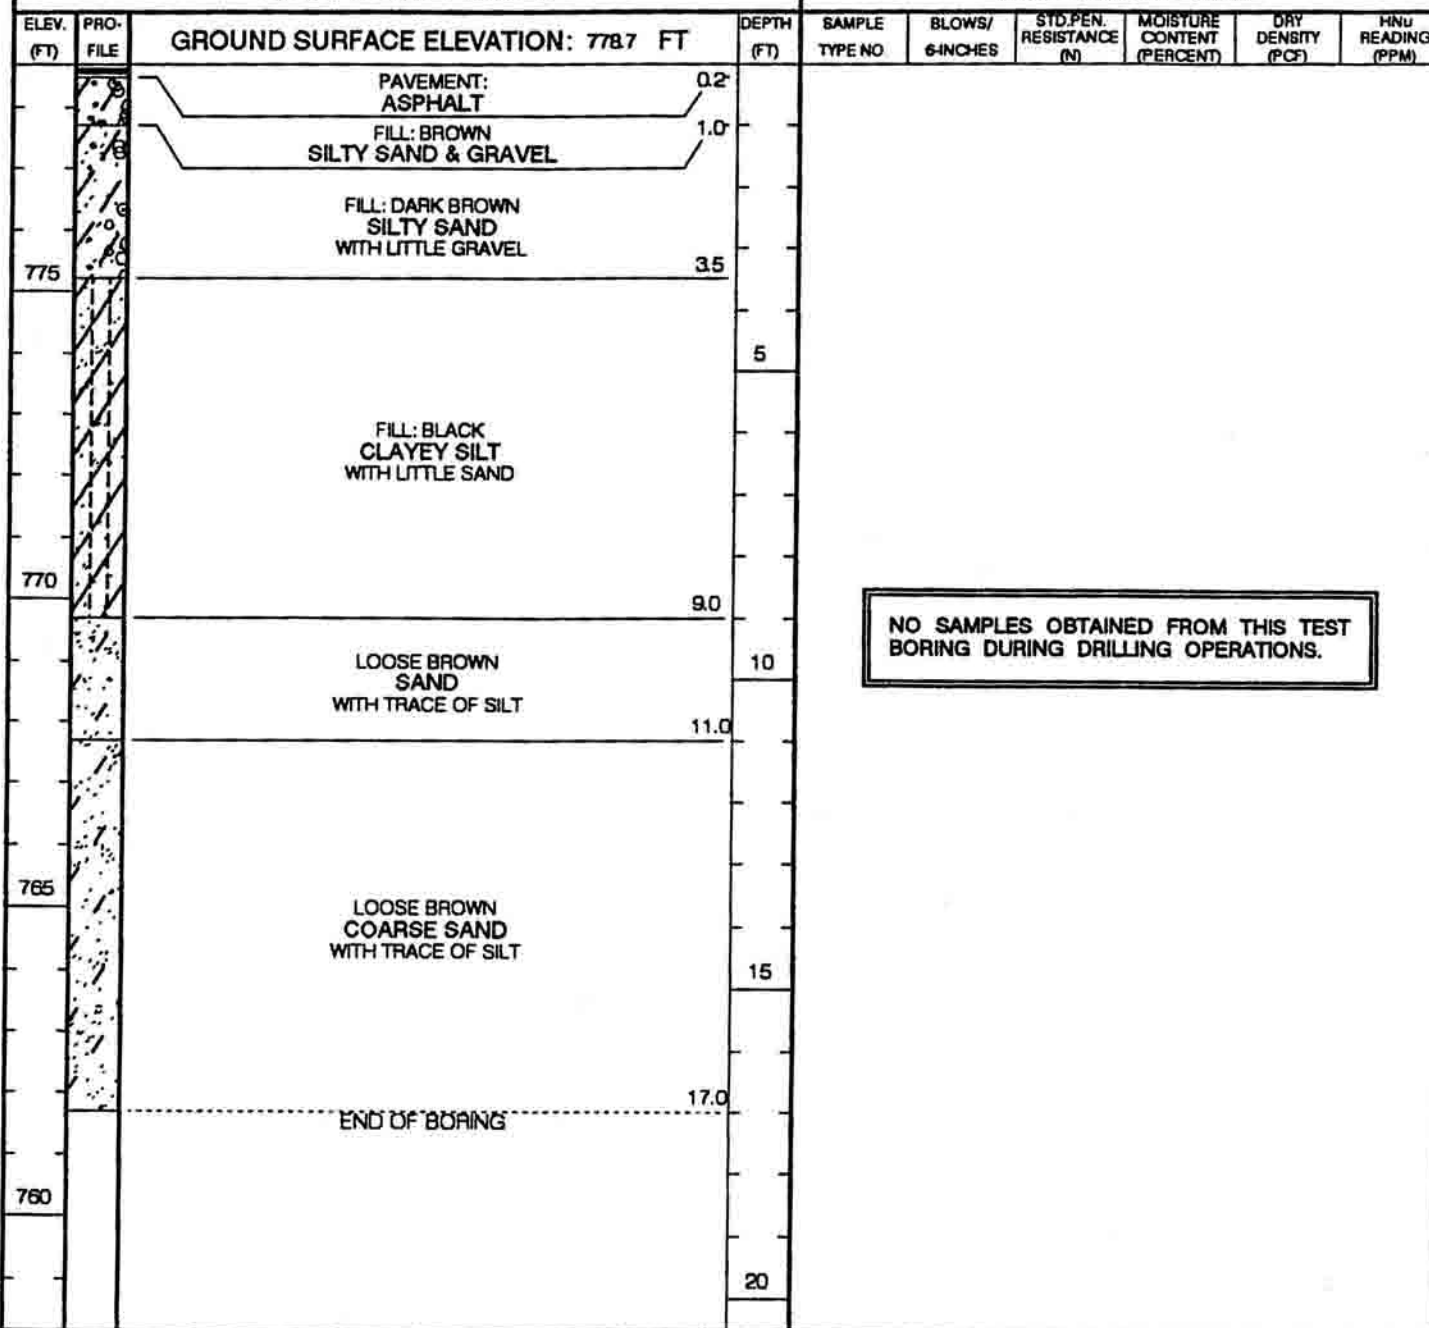 ELEV. (FT)
PRO- FILE
GROUND SURFACE ELEVATION: 778.7 FT
DEPTH (FT)
SAMPLE TYPE NO
BLOWS/ 6-INCHES
STD.PEN. RESISTANCE (N)
MOISTURE CONTENT (PERCENT)
DRY DENSITY (PCF)
HNu READING (PPM)
PAVEMENT:
0.2
ASPHALT
FILL: BROWN
1.0
SILTY SAND & GRAVEL
FILL: DARK BROWN
SILTY SAND
WITH LITTLE GRAVEL
775
3.5
5
FILL: BLACK
CLAYEY SILT
WITH LITTLE SAND
770
9.0
NO SAMPLES OBTAINED FROM THIS TEST
BORING DURING DRILLING OPERATIONS.
LOOSE BROWN
10
SAND
WITH TRACE OF SILT
11.0
765
LOOSE BROWN
COARSE SAND
WITH TRACE OF SILT
15
17.0
END OF BORING
760
20